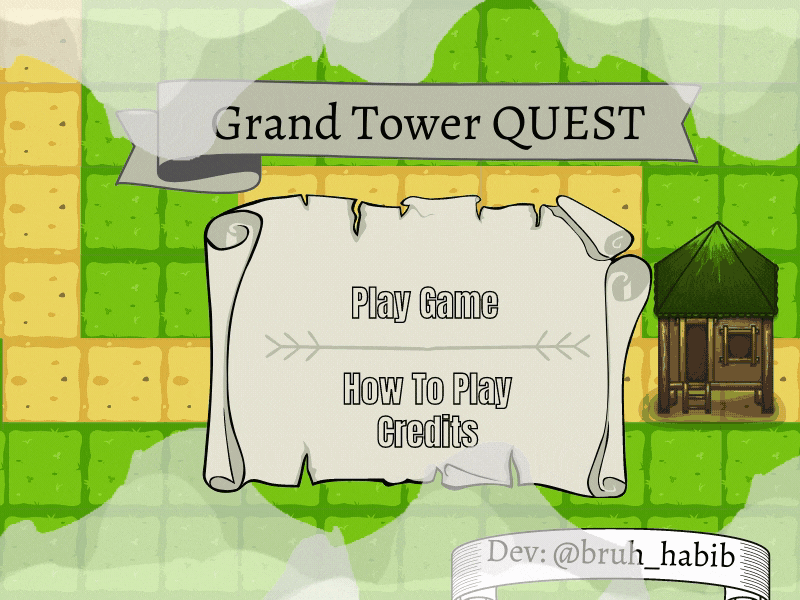 Grand Tower QUEST
Play Game
How To Play
Credits
Dev: @bruh_habib